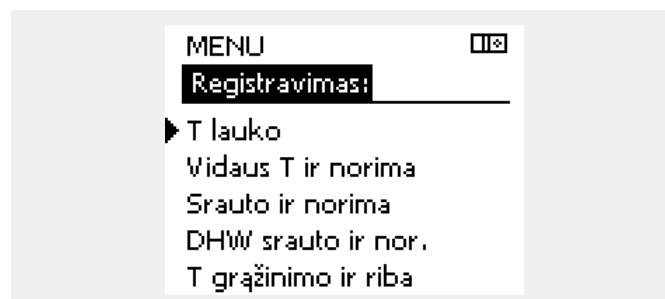 MENU
Registravimas:
T lauko
Vidaus T ir norima
Srauto ir norima
DHW srauto ir nor.
T grąžinimo ir riba